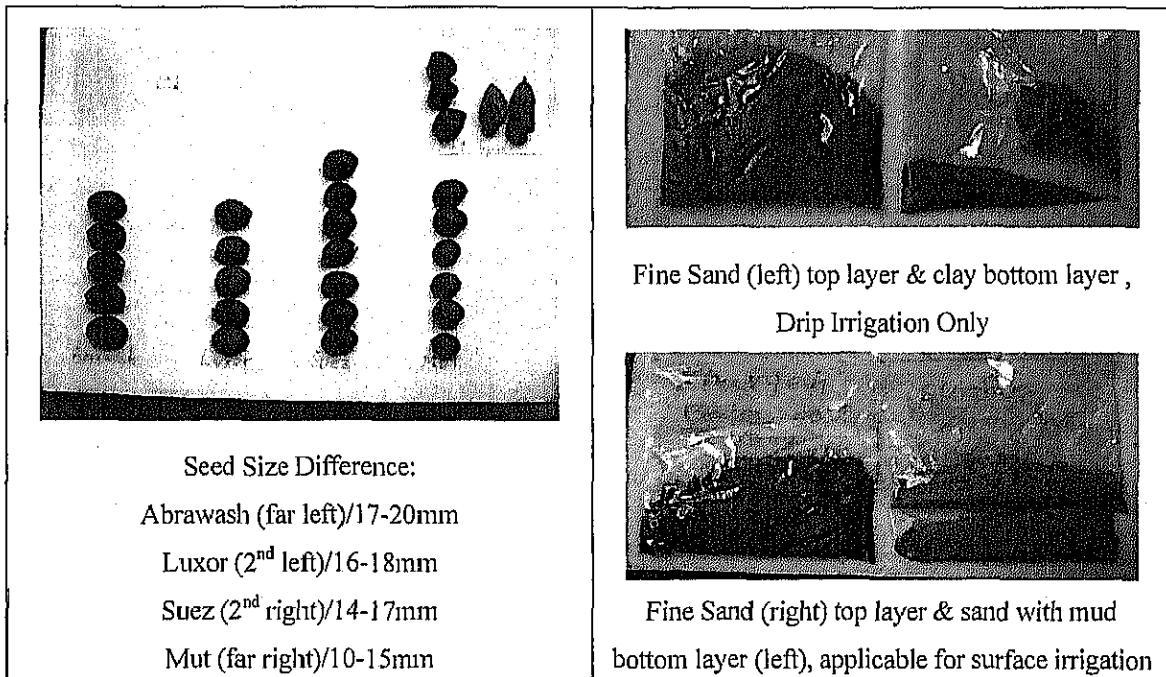 Seed Size Difference:
Abrawash (far left)/17-20mm
Luxor (2nd left)/16-18mm
Suez (2nd right)/14-17mm
Mut (far right)/10-15mm
Fine Sand (left) top layer & clay bottom layer ,
Drip Irrigation Only
Fine Sand (right) top layer & sand with mud
bottom layer (left), applicable for surface irrigation